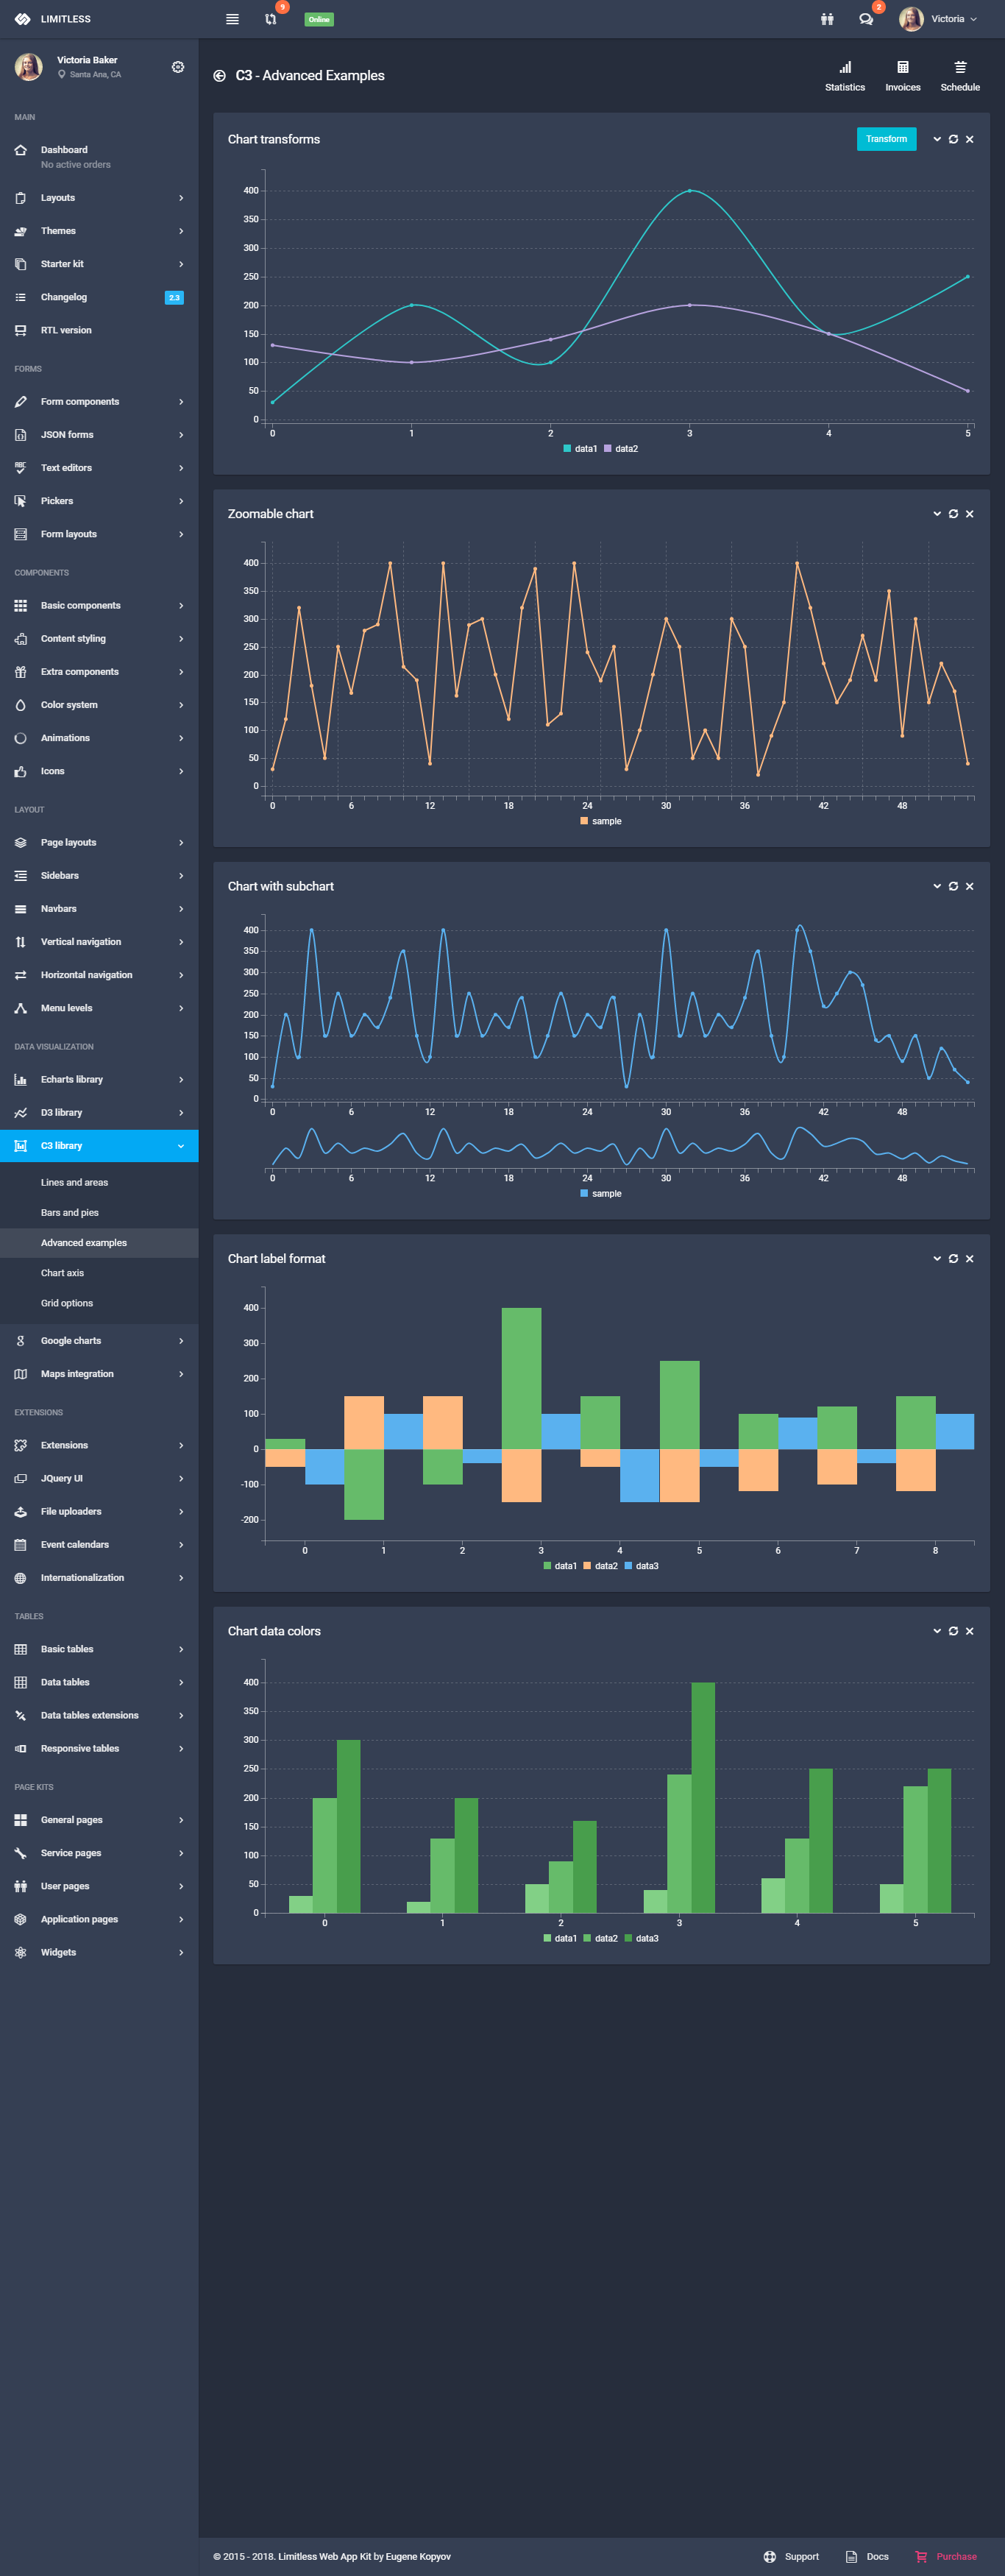 LIMITLESS
9
Online
2
Victoria
Victoria Baker
Santa Ana, CA
MAIN
Dashboard
No active orders
Layouts
Themes
Starter kit
Changelog 2.3
RTL version
FORMS
Form components
JSON forms
Text editors
Pickers
Form layouts
COMPONENTS
Basic components
Content styling
Extra components
Color system
Animations
Icons
LAYOUT
Page layouts
Sidebars
Navbars
Vertical navigation
Horizontal navigation
Menu levels
DATA VISUALIZATION
Echarts library
D3 library
C3 library
Lines and areas
Bars and pies
Advanced examples
Chart axis
Grid options
Google charts
Maps integration
EXTENSIONS
Extensions
JQuery UI
File uploaders
Event calendars
Internationalization
TABLES
Basic tables
Data tables
Data tables extensions
Responsive tables
PAGE KITS
General pages
Service pages
User pages
Application pages
Widgets
C3 - Advanced Examples
Statistics Invoices Schedule
Chart transforms
Transform
400
350
300
250
200
150
100
50
0
0 1 2 3 4 5
data1 data2
Zoomable chart
400
350
300
250
200
150
100
50
0
0 6 12 18 24 30 36 42 48
sample
Chart with subchart
400
350
300
250
200
150
100
50
0
0 6 12 18 24 30 36 42 48
0 6 12 18 24 30 36 42 48
sample
Chart label format
400
300
200
100
0
-100
-200
0 1 2 3 4 5 6 7 8
data1 data2 data3
Chart data colors
400
350
300
250
200
150
100
50
0
0 1 2 3 4 5
data1 data2 data3
© 2015 - 2018. Limitless Web App Kit by Eugene Kopyov
Support Docs Purchase